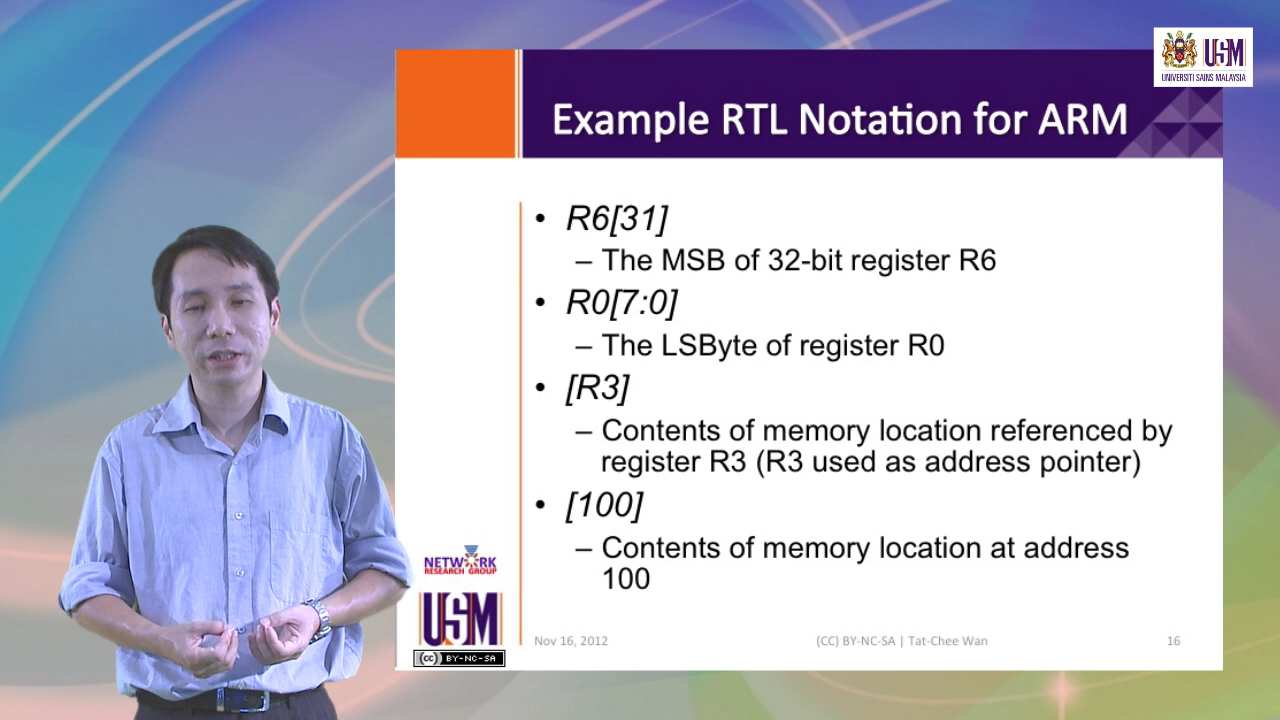 USM
UNIVERSITI SAINS MALAYSIA
Example RTL Notation for ARM
• R6[31]
– The MSB of 32-bit register R6
• R0[7:0]
– The LSByte of register R0
• [R3]
– Contents of memory location referenced by
register R3 (R3 used as address pointer)
• [100]
– Contents of memory location at address
100
NETWORK
RESEARCH GROUP
USM
(cc) BY-NC-SA
Nov 16, 2012
(CC) BY-NC-SA | Tat-Chee Wan
16